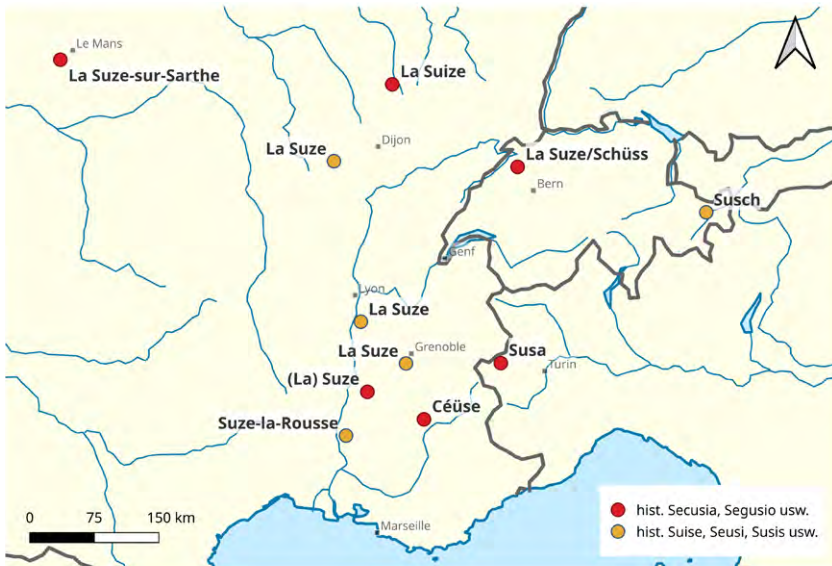 Le Mans
La Suze-sur-Sarthe
La Suize
Dijon
La Suze
La Suze/Schüss
Bern
Susch
Genf
Lyon
La Suze
La Suze
Grenoble
Susa
Turin
(La) Suze
Céüse
Suze-la-Rousse
Marseille
0 75 150 km
hist. Secusia, Segusio usw.
hist. Suise, Seusi, Susis usw.